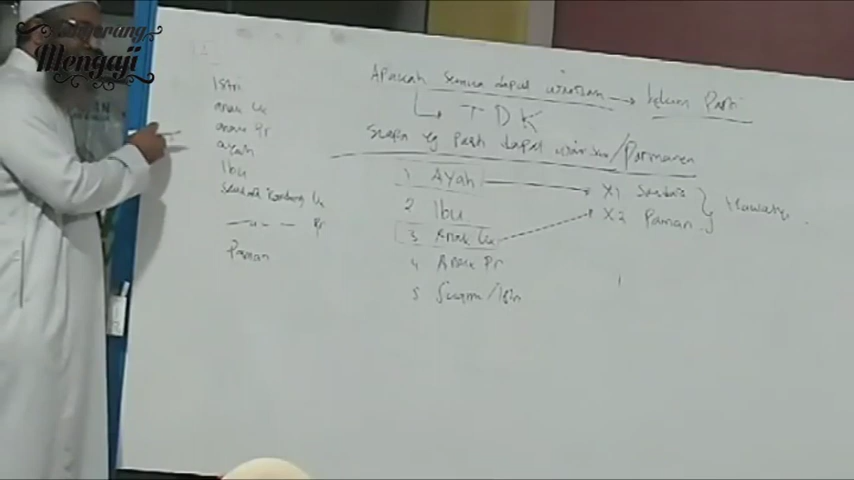 Semarang
Mengaji
Istri
anak Lk
anak Pr
ayah
Ibu
Saudara Kandung Lk
— " — Pr
Paman
Apakah Semua dapat warisan → belum Pasti
↳ TDK
Siapa yg Pasti dapat warisan / Permanen
1 Ayah → X1 Saudara
2 Ibu → X2 Paman
3 Anak Lk
4 Anak Pr
5 Suami / Istri